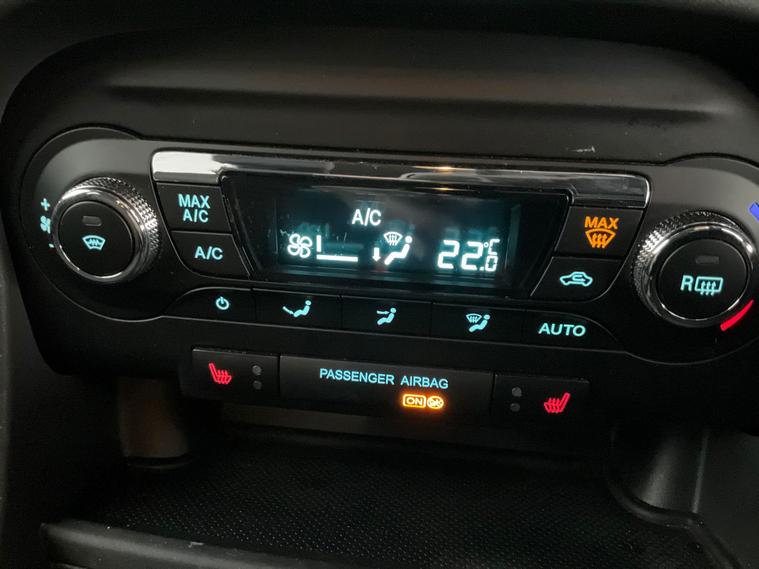 MAX
A/C
A/C
A/C
22.0°C
MAX
R
AUTO
PASSENGER AIRBAG
ON